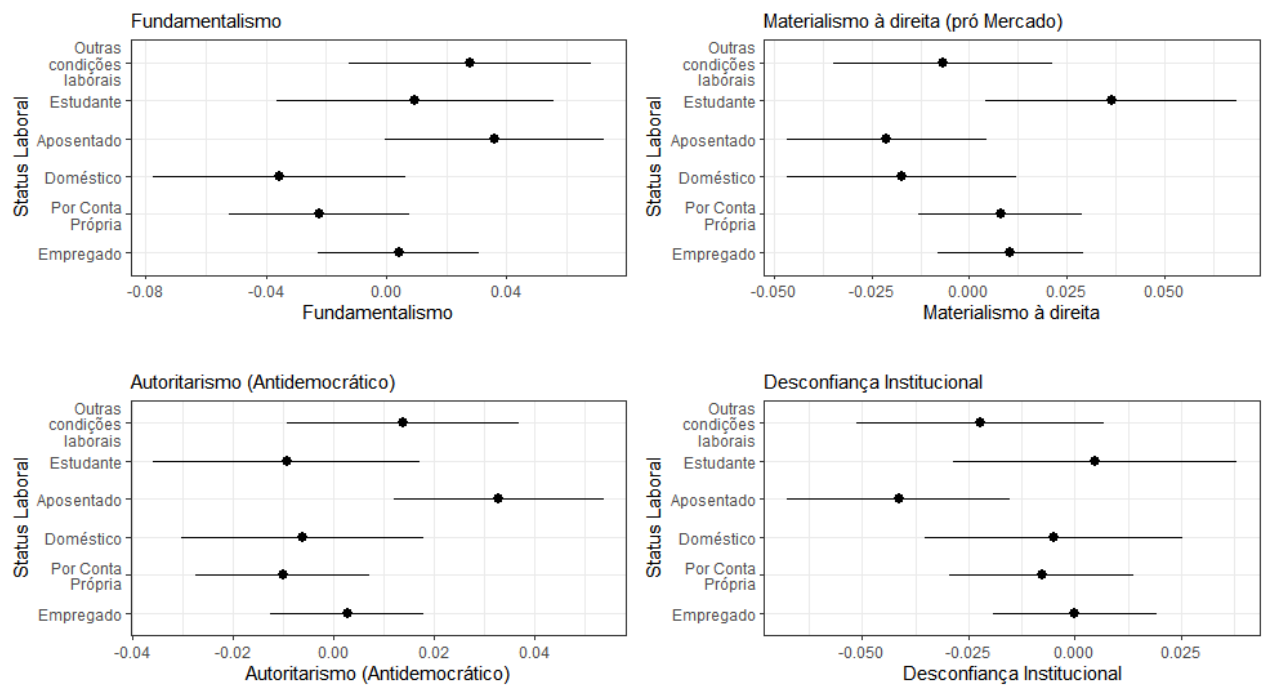 Fundamentalismo
Status Laboral
Outras
condições
laborais
Estudante
Aposentado
Doméstico
Por Conta
Própria
Empregado
-0.08 -0.04 0.00 0.04
Fundamentalismo
Materialismo à direita (pró Mercado)
Status Laboral
Outras
condições
laborais
Estudante
Aposentado
Doméstico
Por Conta
Própria
Empregado
-0.050 -0.025 0.000 0.025 0.050
Materialismo à direita
Autoritarismo (Antidemocrático)
Status Laboral
Outras
condições
laborais
Estudante
Aposentado
Doméstico
Por Conta
Própria
Empregado
-0.04 -0.02 0.00 0.02 0.04
Autoritarismo (Antidemocrático)
Desconfiança Institucional
Status Laboral
Outras
condições
laborais
Estudante
Aposentado
Doméstico
Por Conta
Própria
Empregado
-0.050 -0.025 0.000 0.025
Desconfiança Institucional